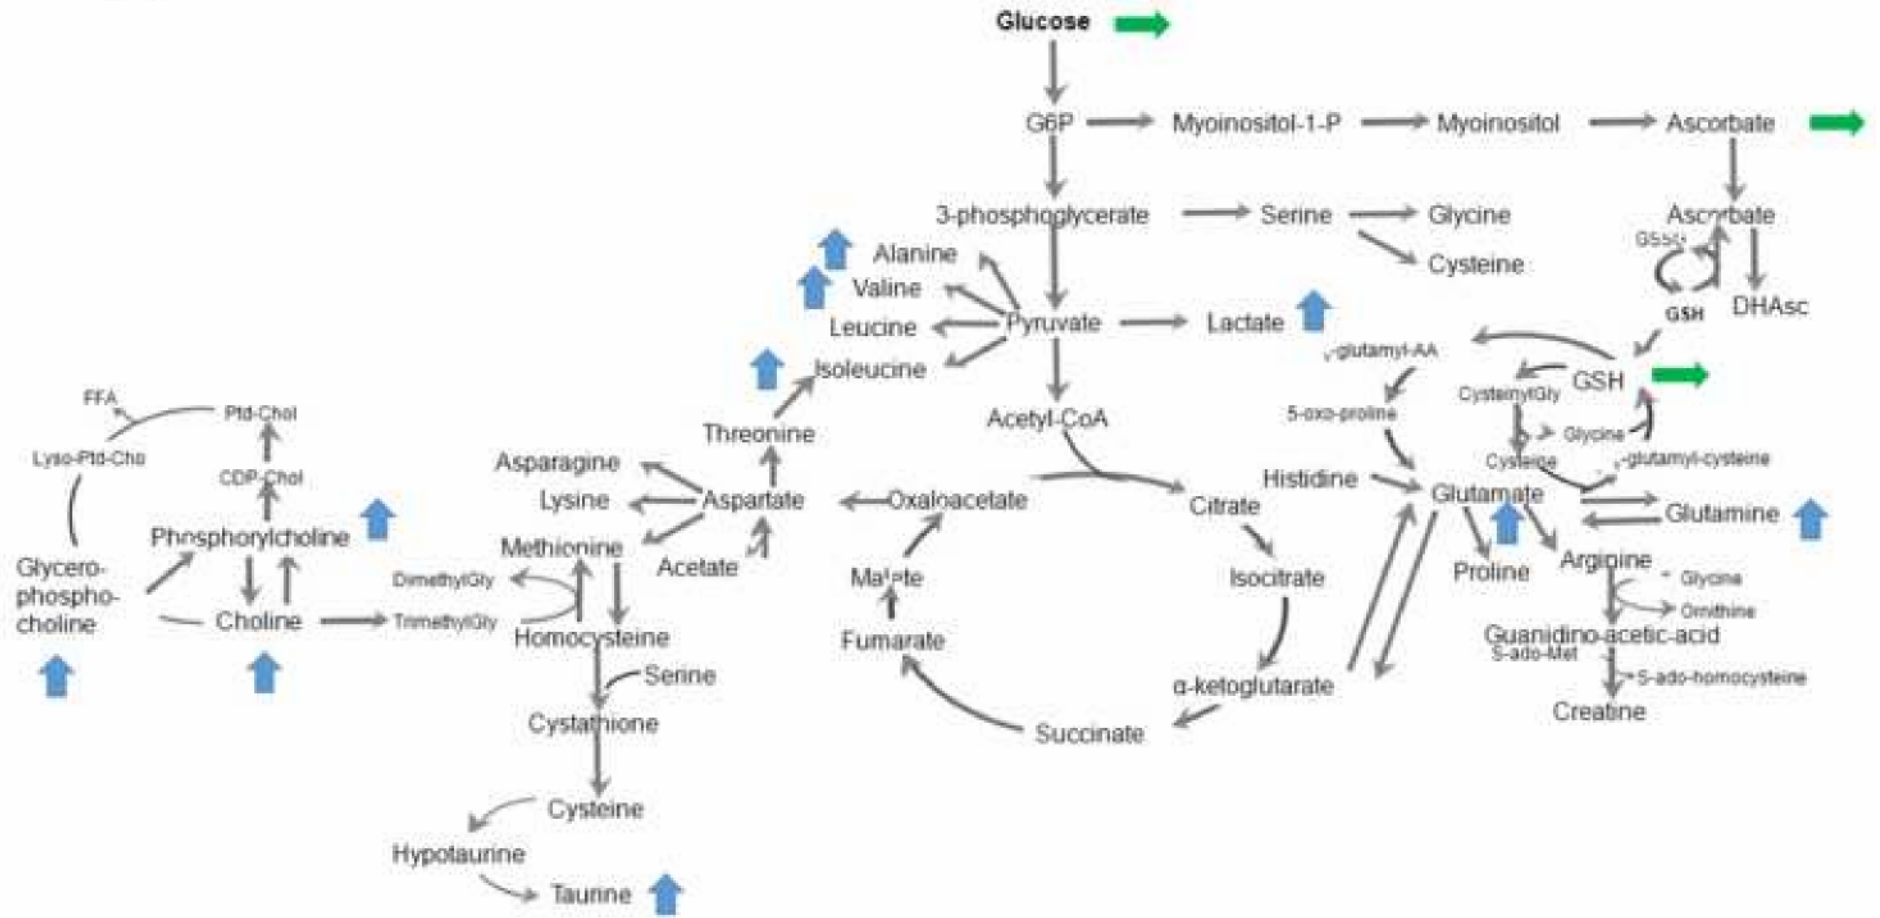 Glucose
G6P
Myoinositol-1-P
Myoinositol
Ascorbate
3-phosphoglycerate
Serine
Glycine
Cysteine
Ascorbate
GSH
DHAsc
Alanine
Valine
Leucine
Isoleucine
Pyruvate
Lactate
γ-glutamyl-AA
GSH
CysteinylGly
5-oxo-proline
Glycine
Cysteine
-glutamyl-cysteine
FFA
Ptd-Chol
Lyso-Ptd-Cho
CDP-Chol
Threonine
Acetyl-CoA
Asparagine
Lysine
Aspartate
Oxaloacetate
Citrate
Histidine
Glutamate
Glutamine
Phosphorylcholine
Methionine
Acetate
Malate
Isocitrate
Proline
Arginine
Glycine
Ornithine
Glycero-
phospho-
choline
Choline
DimethylGly
TrimethylGly
Homocysteine
Fumarate
Guanidino-acetic-acid
S-ado-Met
S-ado-homocysteine
Creatine
Serine
α-ketoglutarate
Cystathione
Succinate
Cysteine
Hypotaurine
Taurine